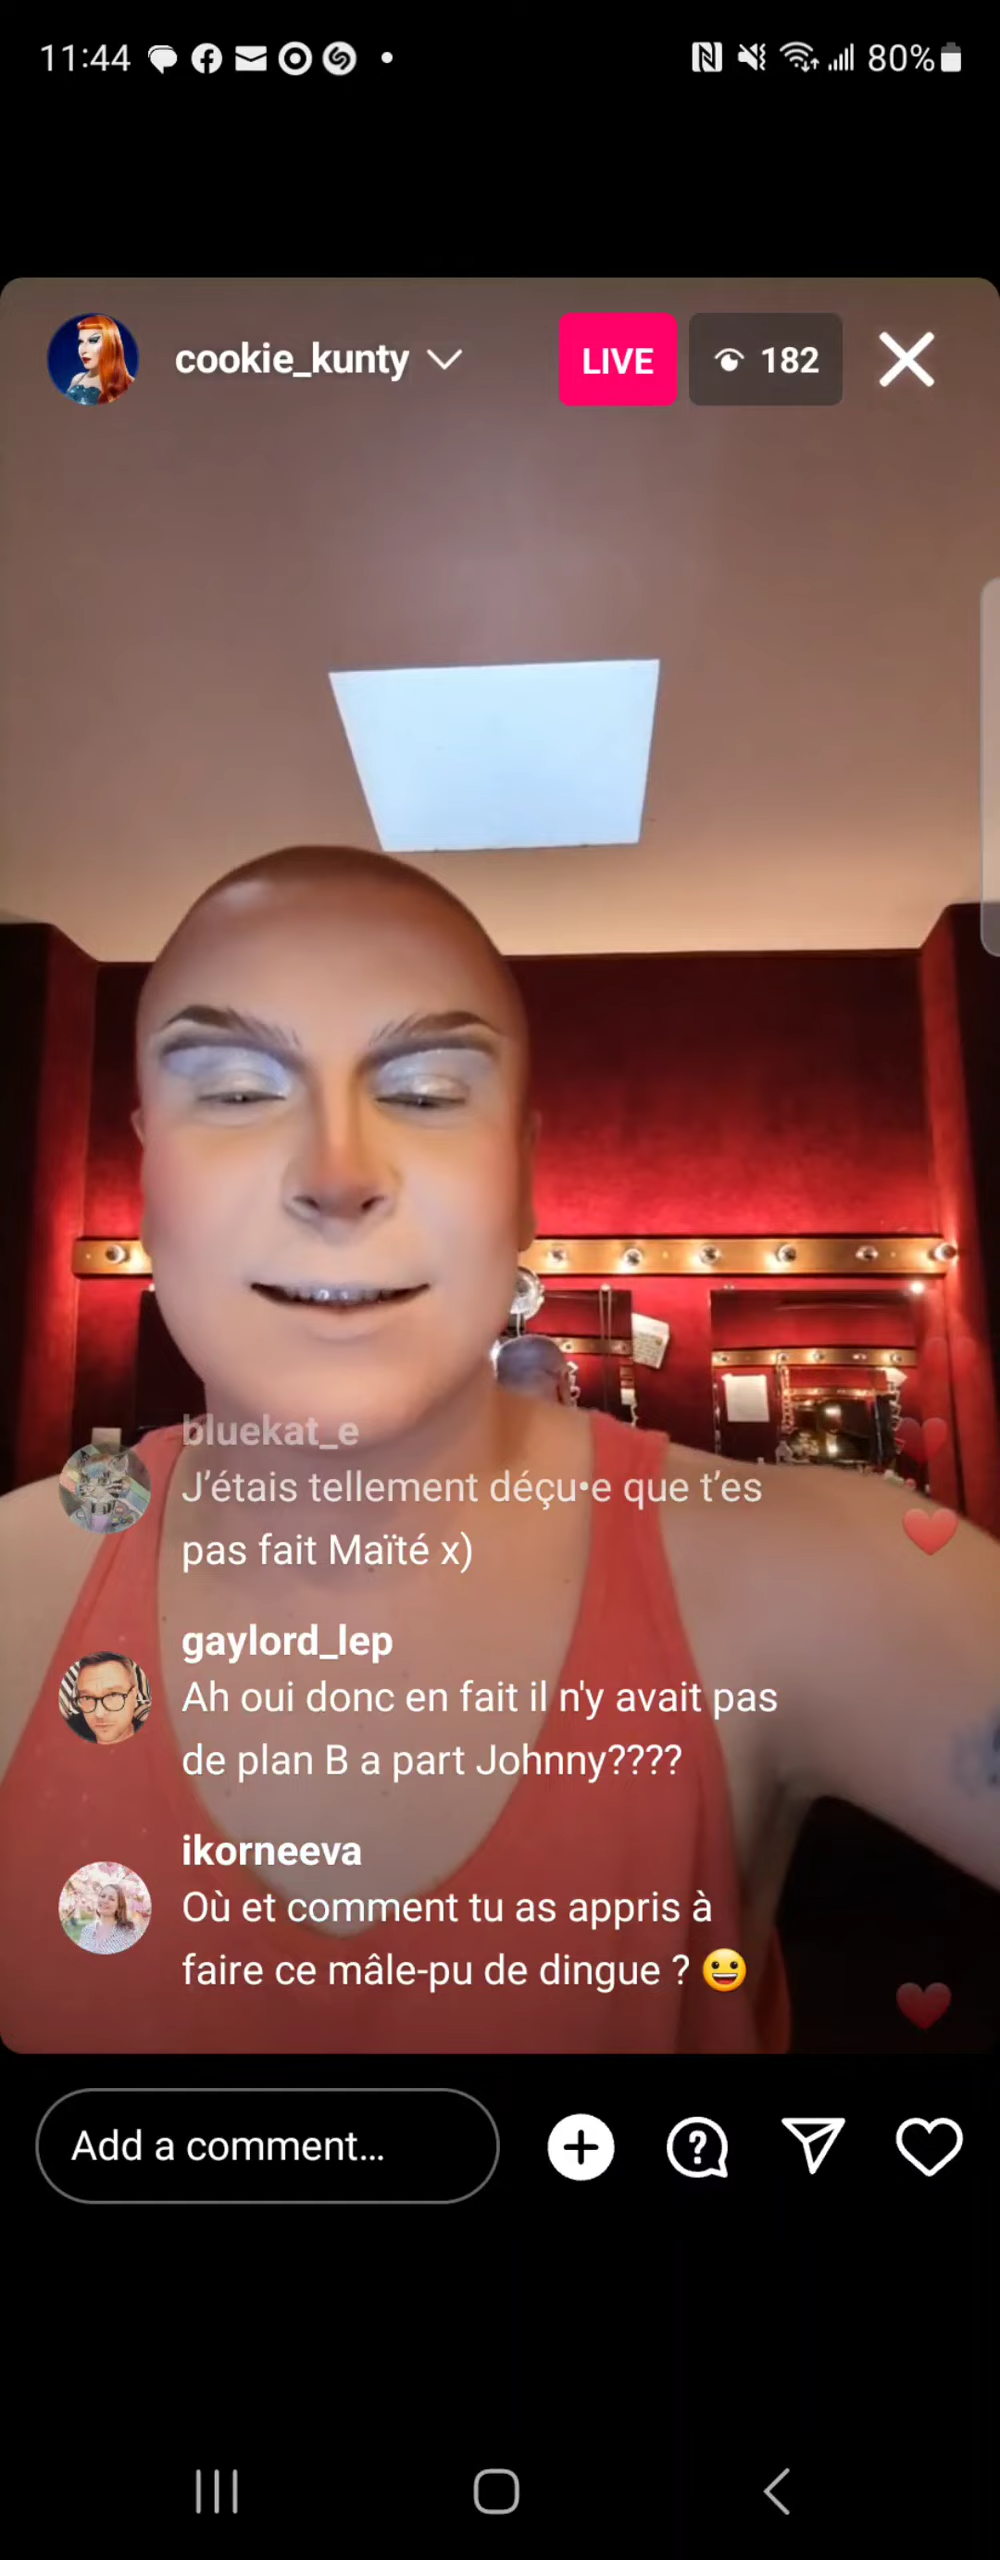 11:44
80%
cookie_kunty
LIVE
182
bluekat_e
J'étais tellement déçu•e que t'es
pas fait Maïté x)
gaylord_lep
Ah oui donc en fait il n'y avait pas
de plan B a part Johnny????
ikorneeva
Où et comment tu as appris à
faire ce mâle-pu de dingue ? 😀
Add a comment...